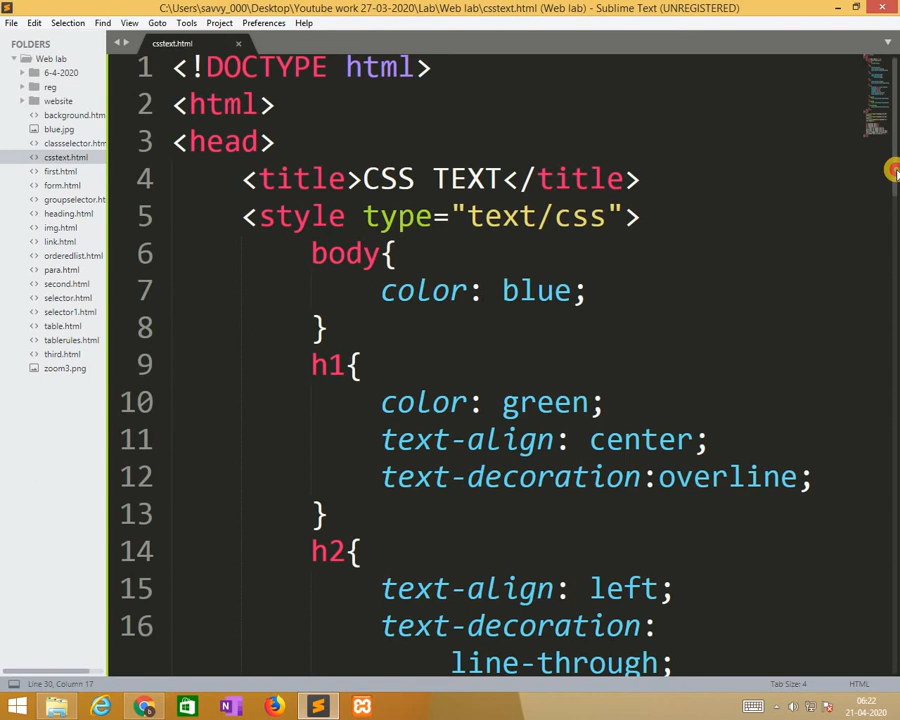 C:\Users\savvy_000\Desktop\Youtube work 27-03-2020\Lab\Web lab\csstext.html (Web lab) - Sublime Text (UNREGISTERED)
File Edit Selection Find View Goto Tools Project Preferences Help
FOLDERS
Web lab
6-4-2020
reg
website
background.htm
blue.jpg
classselector.htm
csstext.html
first.html
form.html
groupselector.ht
heading.html
img.html
link.html
orderedlist.html
para.html
second.html
selector.html
selector1.html
table.html
tablerules.html
third.html
zoom3.png
csstext.html
1 <!DOCTYPE html>
2 <html>
3 <head>
4 <title>CSS TEXT</title>
5 <style type="text/css">
6 body{
7 color: blue;
8 }
9 h1{
10 color: green;
11 text-align: center;
12 text-decoration:overline;
13 }
14 h2{
15 text-align: left;
16 text-decoration:
line-through;
Line 30, Column 17
Tab Size: 4
HTML
06:22
21-04-2020